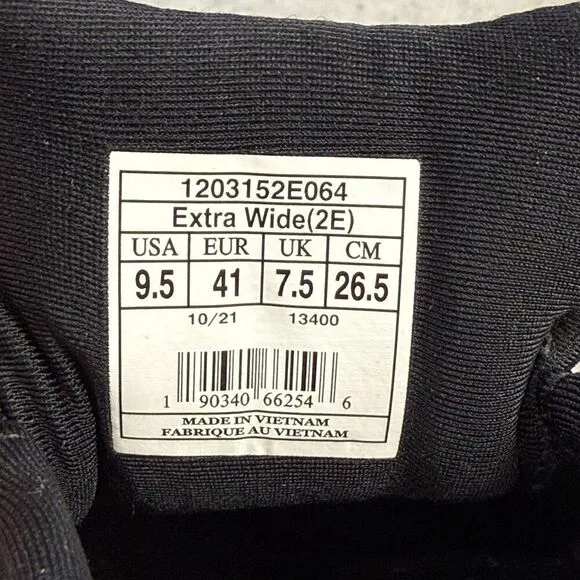 1203152E064
Extra Wide(2E)
USA EUR UK CM
9.5 41 7.5 26.5
10/21 13400
1 90340 66254 6
MADE IN VIETNAM
FABRIQUE AU VIETNAM